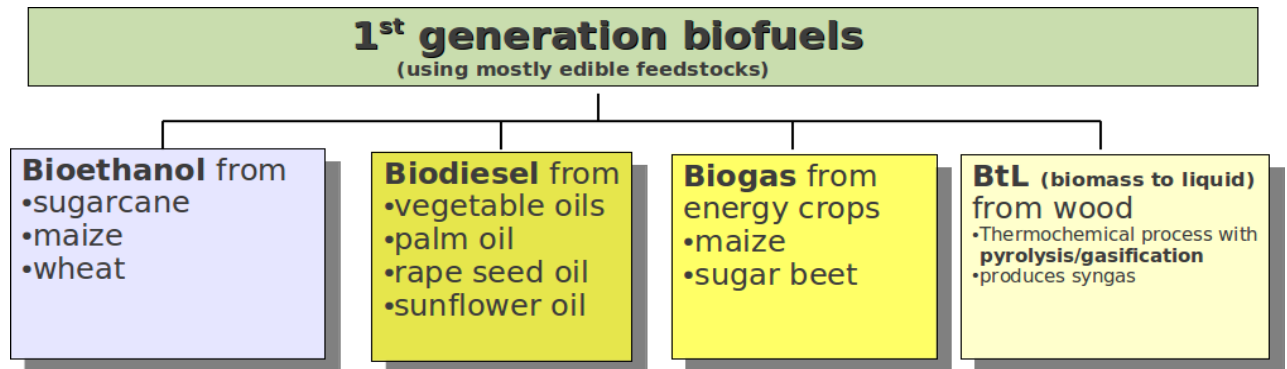 1st generation biofuels
(using mostly edible feedstocks)
Bioethanol from
•sugarcane
•maize
•wheat
Biodiesel from
•vegetable oils
•palm oil
•rape seed oil
•sunflower oil
Biogas from
energy crops
•maize
•sugar beet
BtL (biomass to liquid)
from wood
•Thermochemical process with
pyrolysis/gasification
•produces syngas